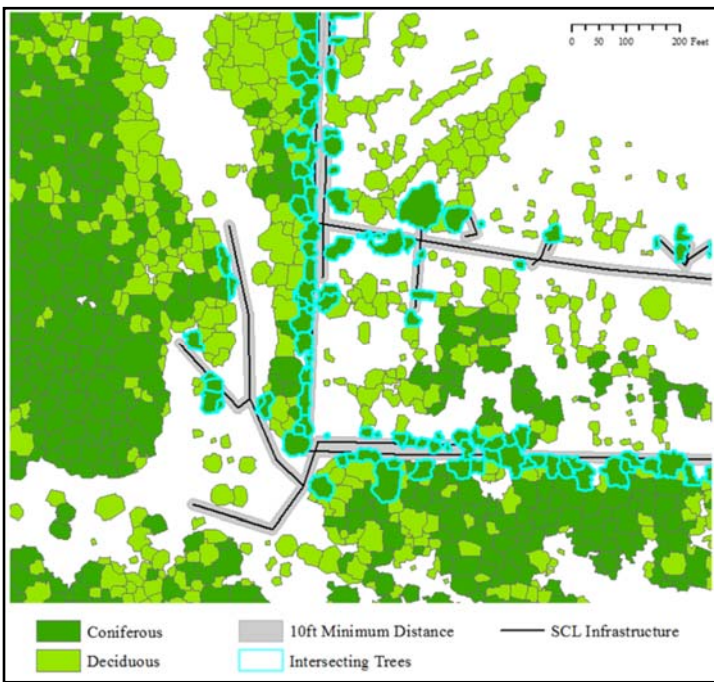 0 50 100 200 Feet
Coniferous
10ft Minimum Distance
SCL Infrastructure
Deciduous
Intersecting Trees